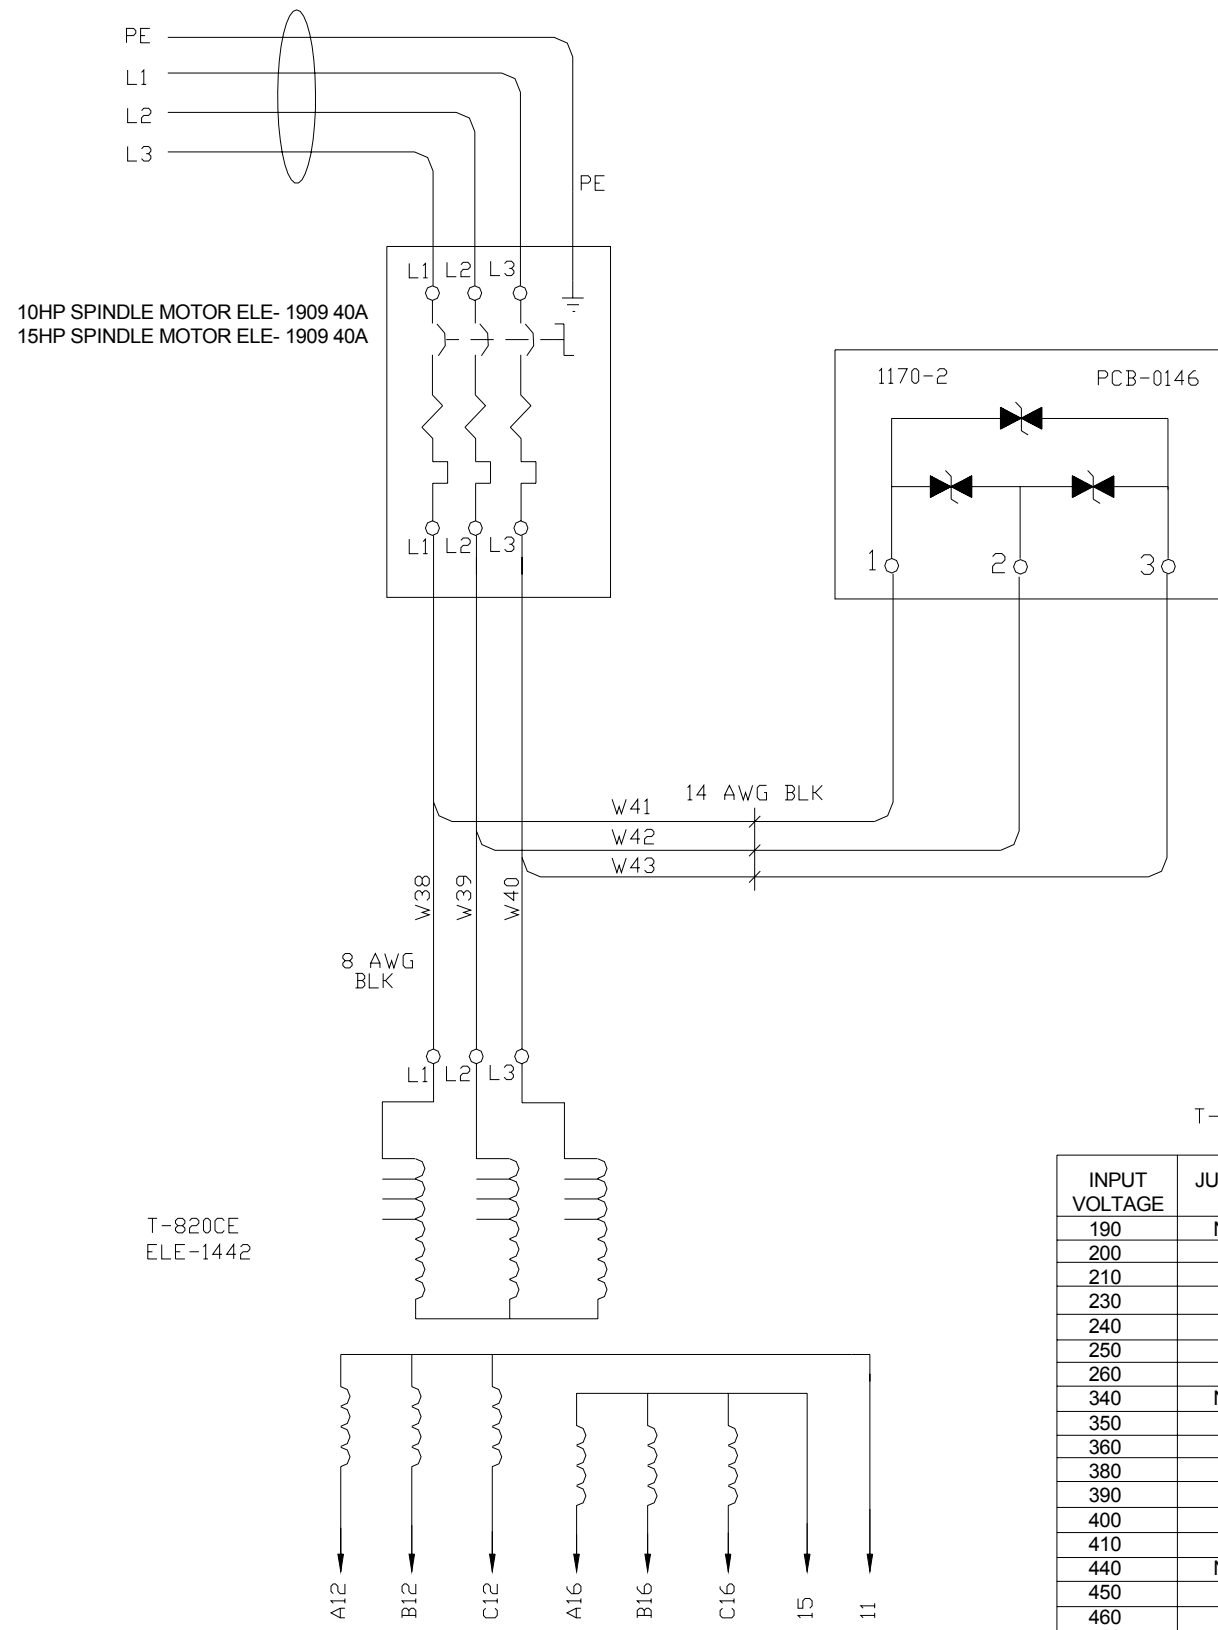 PE
L1
L2
L3
PE
L1 L2 L3
10HP SPINDLE MOTOR ELE- 1909 40A
15HP SPINDLE MOTOR ELE- 1909 40A
1170-2 PCB-0146
L1 L2 L3
1 2 3
14 AWG BLK
W41
W42
W43
W38 W39 W40
8 AWG
BLK
L1 L2 L3
T-820CE
ELE-1442
T-
INPUT JU
VOLTAGE
190 N
200
210
230
240
250
260
340 N
350
360
380
390
400
410
440 N
450
460
A12 B12 C12 A16 B16 C16 15 11